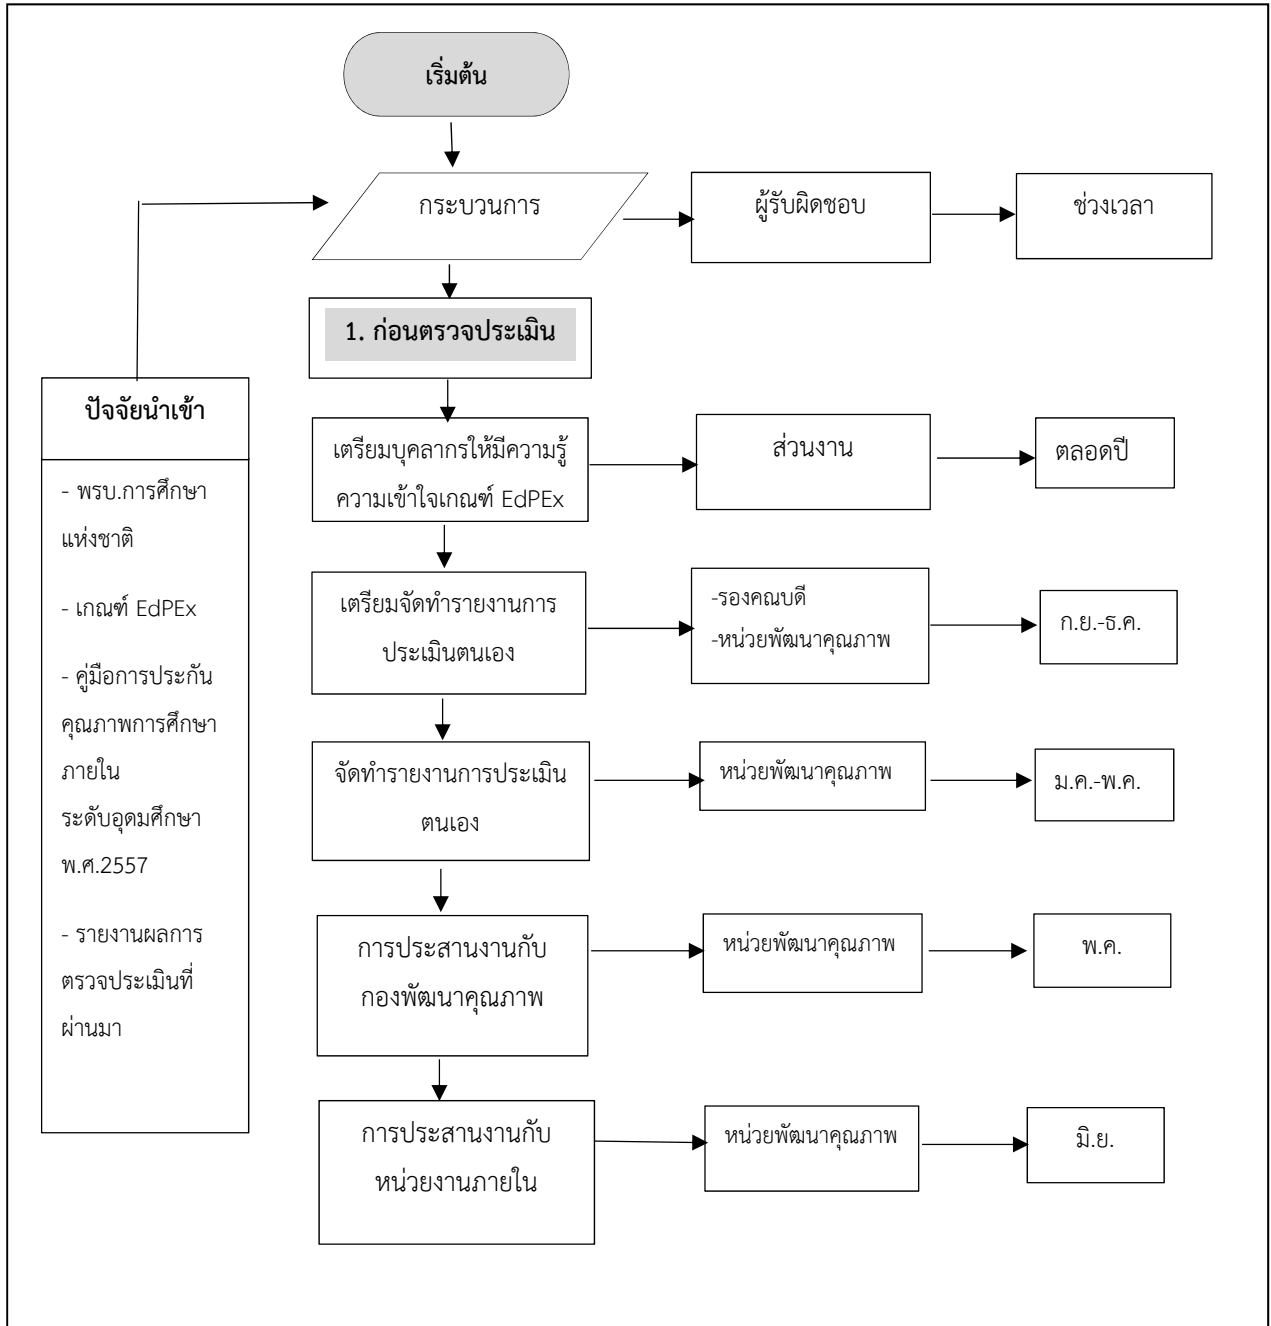 เริ่มต้น
กระบวนการ
ผู้รับผิดชอบ
ช่วงเวลา
1. ก่อนตรวจประเมิน
ปัจจัยนำเข้า
- พรบ.การศึกษา
แห่งชาติ
- เกณฑ์ EdPEx
- คู่มือการประกัน
คุณภาพการศึกษา
ภายใน
ระดับอุดมศึกษา
พ.ศ.2557
- รายงานผลการ
ตรวจประเมินที่
ผ่านมา
เตรียมบุคลากรให้มีความรู้
ความเข้าใจเกณฑ์ EdPEx
ส่วนงาน
ตลอดปี
เตรียมจัดทำรายงานการ
ประเมินตนเอง
-รองคณบดี
-หน่วยพัฒนาคุณภาพ
ก.ย.-ธ.ค.
จัดทำรายงานการประเมิน
ตนเอง
หน่วยพัฒนาคุณภาพ
ม.ค.-พ.ค.
การประสานงานกับ
กองพัฒนาคุณภาพ
หน่วยพัฒนาคุณภาพ
พ.ค.
การประสานงานกับ
หน่วยงานภายใน
หน่วยพัฒนาคุณภาพ
มิ.ย.